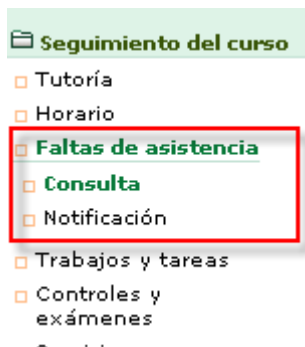 Seguimiento del curso
Tutoría
Horario
Faltas de asistencia
Consulta
Notificación
Trabajos y tareas
Controles y
exámenes